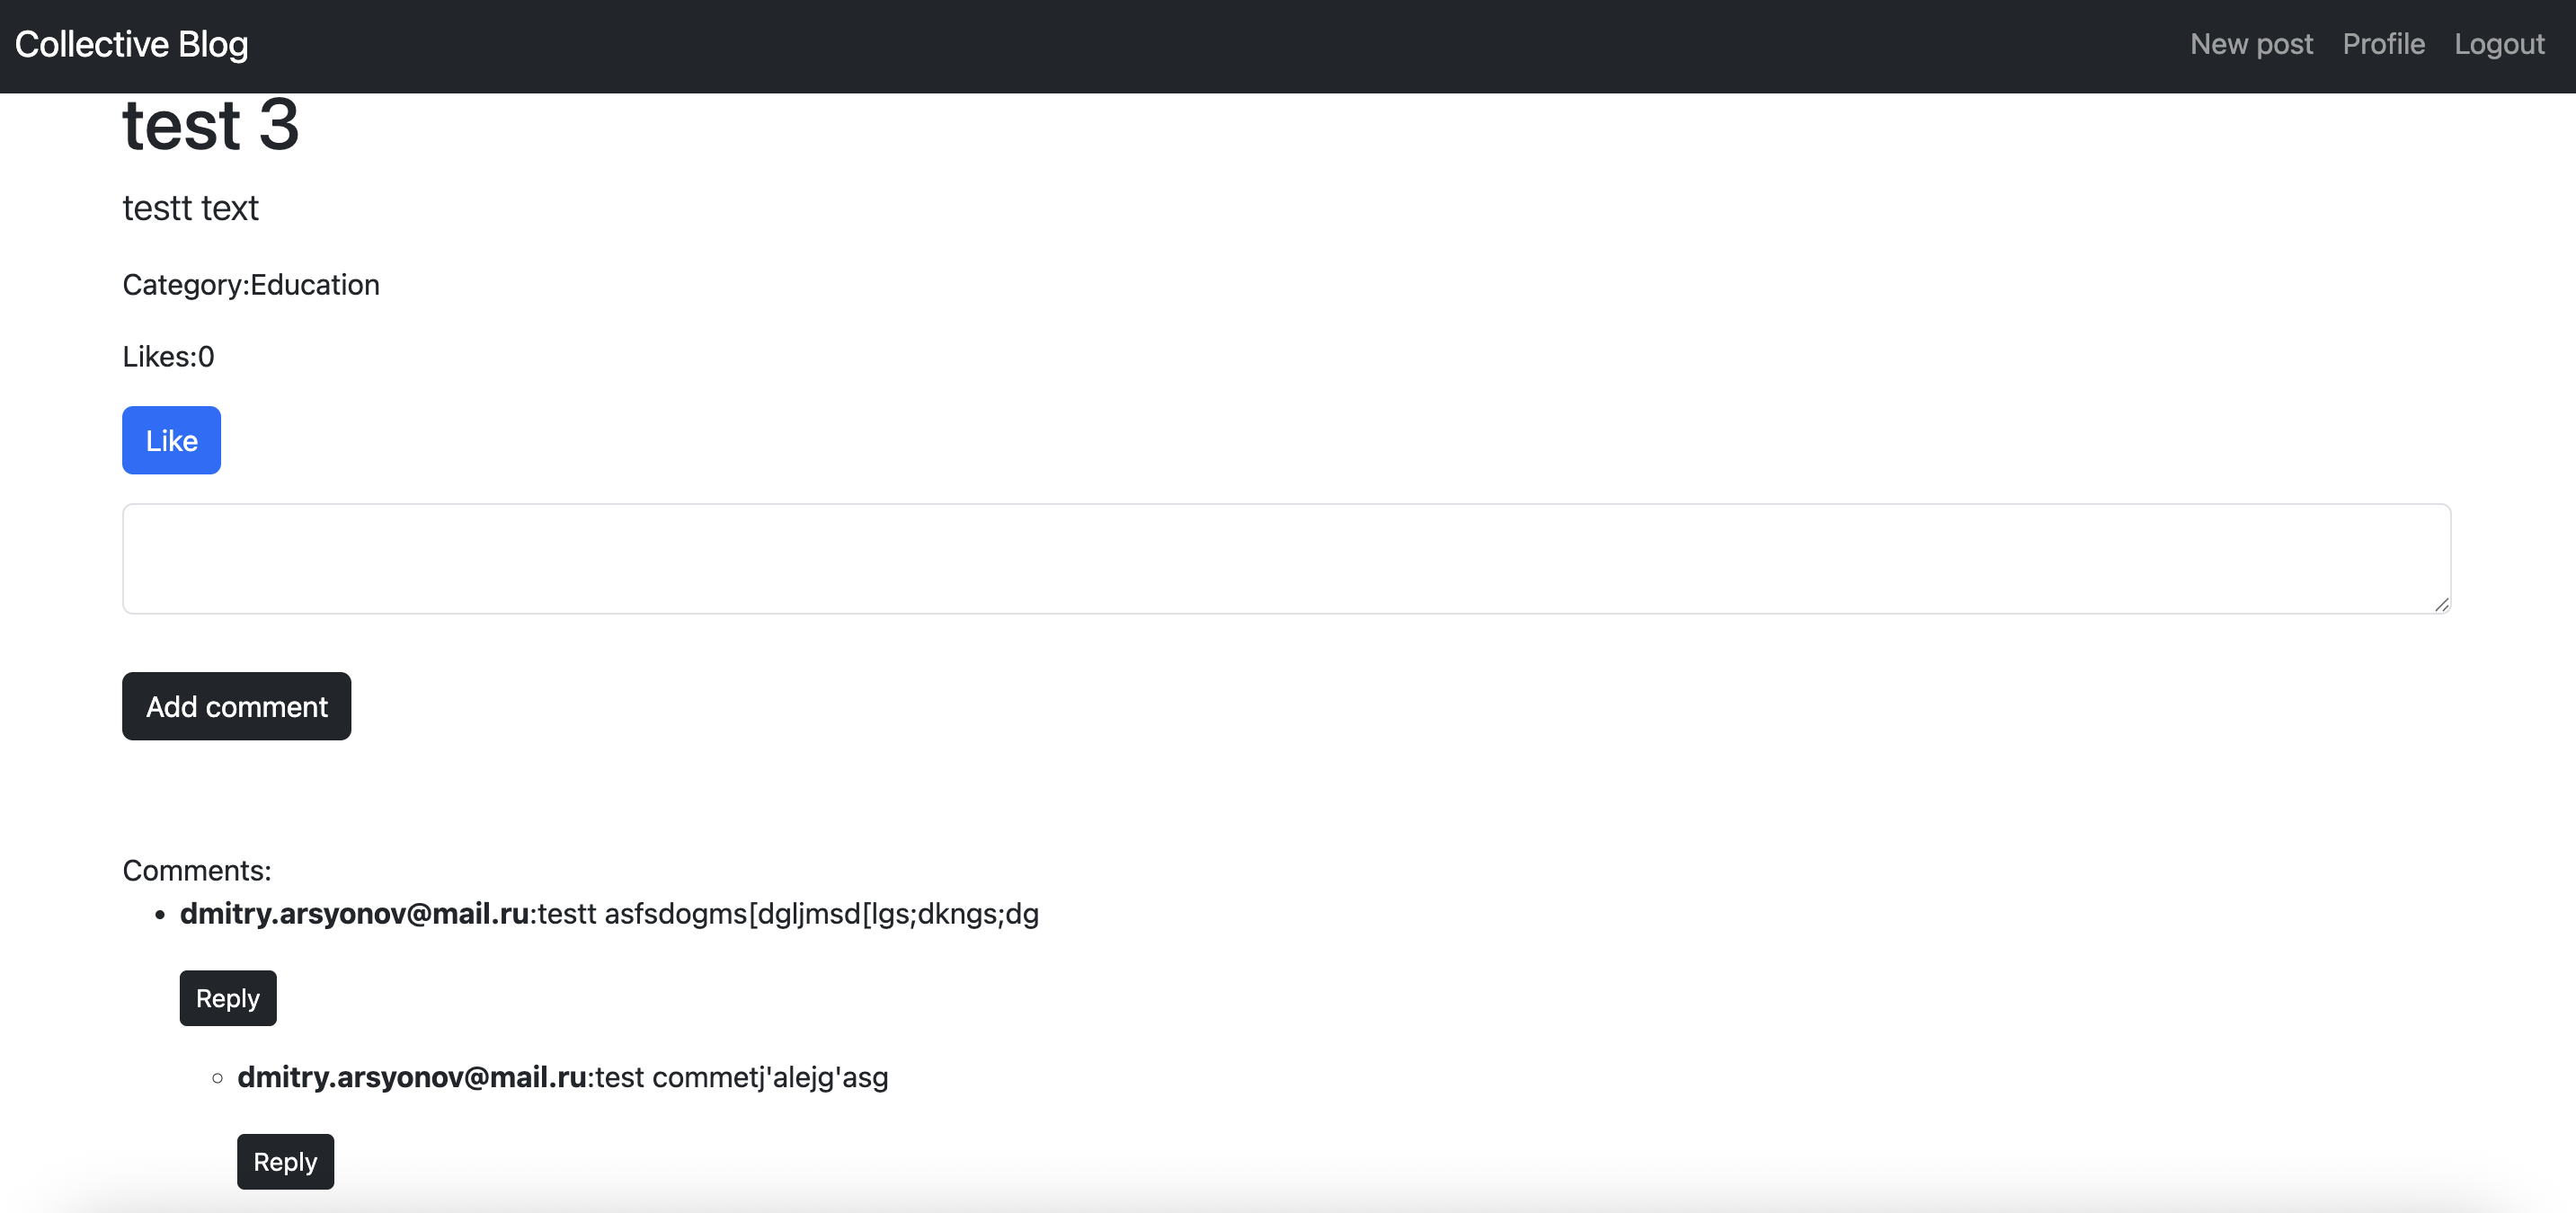 Collective Blog New post Profile Logout
test 3
testt text
Category:Education
Likes:0
Like
Add comment
Comments:
dmitry.arsyonov@mail.ru:testt asfsdogms[dgljmsd[lgs;dkngs;dg
Reply
dmitry.arsyonov@mail.ru:test commetj'alejg'asg
Reply